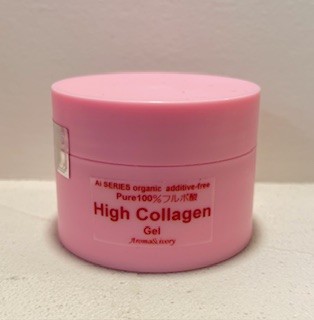 Ai SERIES organic additive-free
Pure100%フルボ酸
High Collagen
Gel